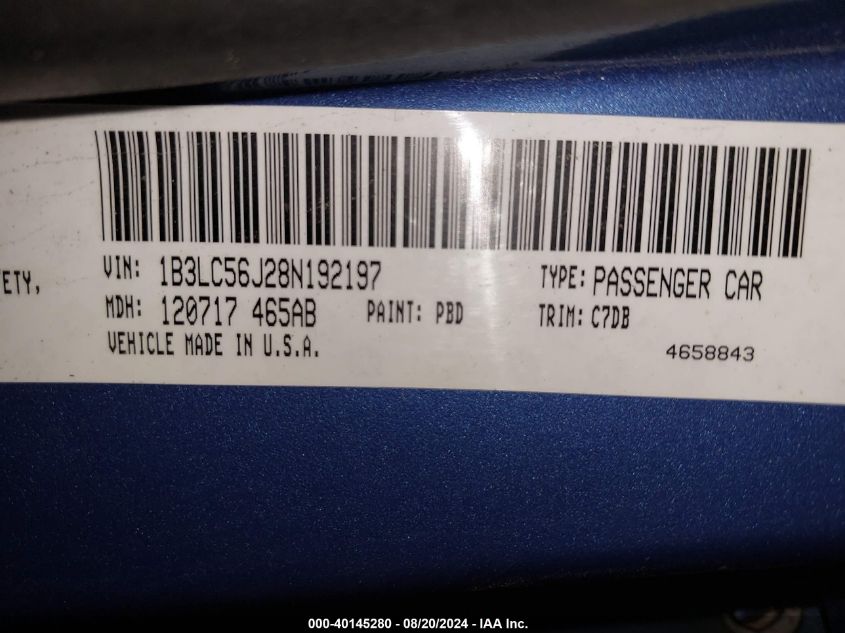 VIN: 1B3LC56J28N192197 TYPE: PASSENGER CAR
ETY,
MDH: 120717 465AB PAINT: PBD TRIM: C7DB
VEHICLE MADE IN U.S.A. 4658843
000-40145280 - 08/20/2024 - IAA Inc.